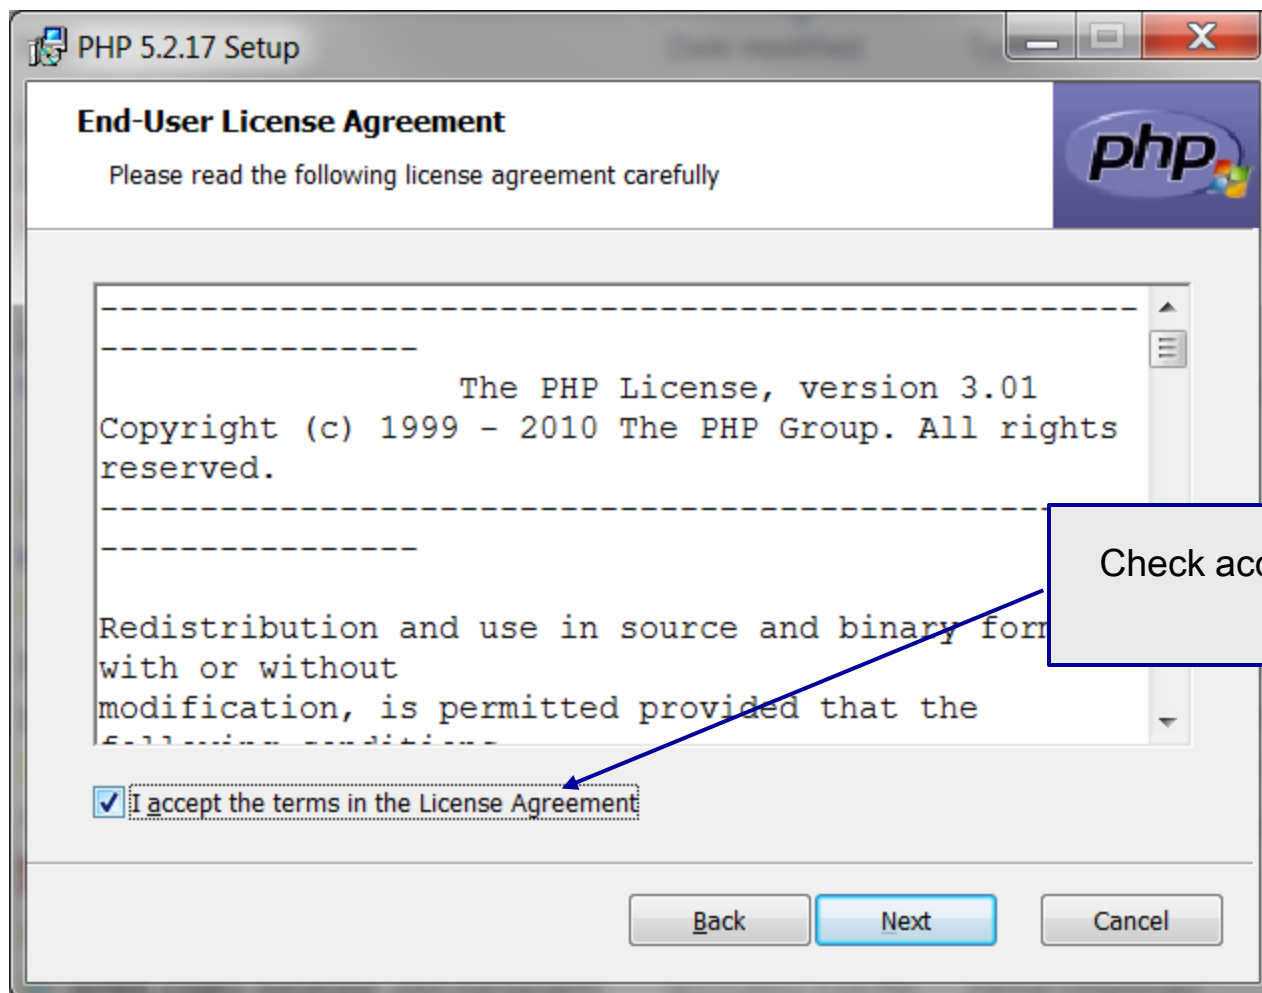 PHP 5.2.17 Setup
End-User License Agreement
Please read the following license agreement carefully
php
--------------------------------------------------------
----------------
The PHP License, version 3.01
Copyright (c) 1999 - 2010 The PHP Group. All rights
reserved.
--------------------------------------------------------
----------------
Check
Redistribution and use in source and binary
with or without
modification, is permitted provided that the
I accept the terms in the License Agreement
Back
Next
Cancel